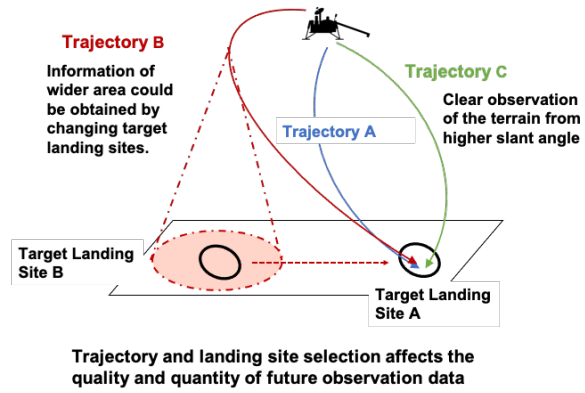 Trajectory B
Information of
wider area could
be obtained by
changing target
landing sites.
Trajectory A
Trajectory C
Clear observation
of the terrain from
higher slant angle
Target Landing
Site B
Target Landing
Site A
Trajectory and landing site selection affects the
quality and quantity of future observation data